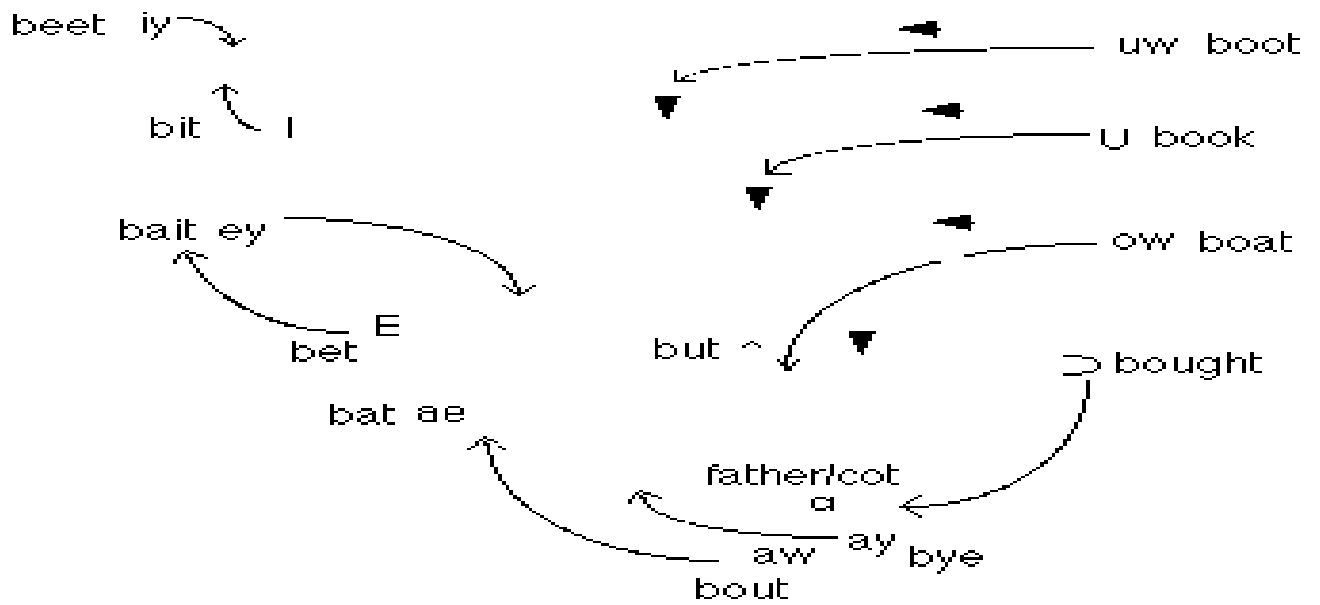 beet iy
uw boot
bit I
U book
bait ey
ow boat
E
bet
but ^
ɔ bought
bat ae
father/cot
a
ay
aw
bye
bout